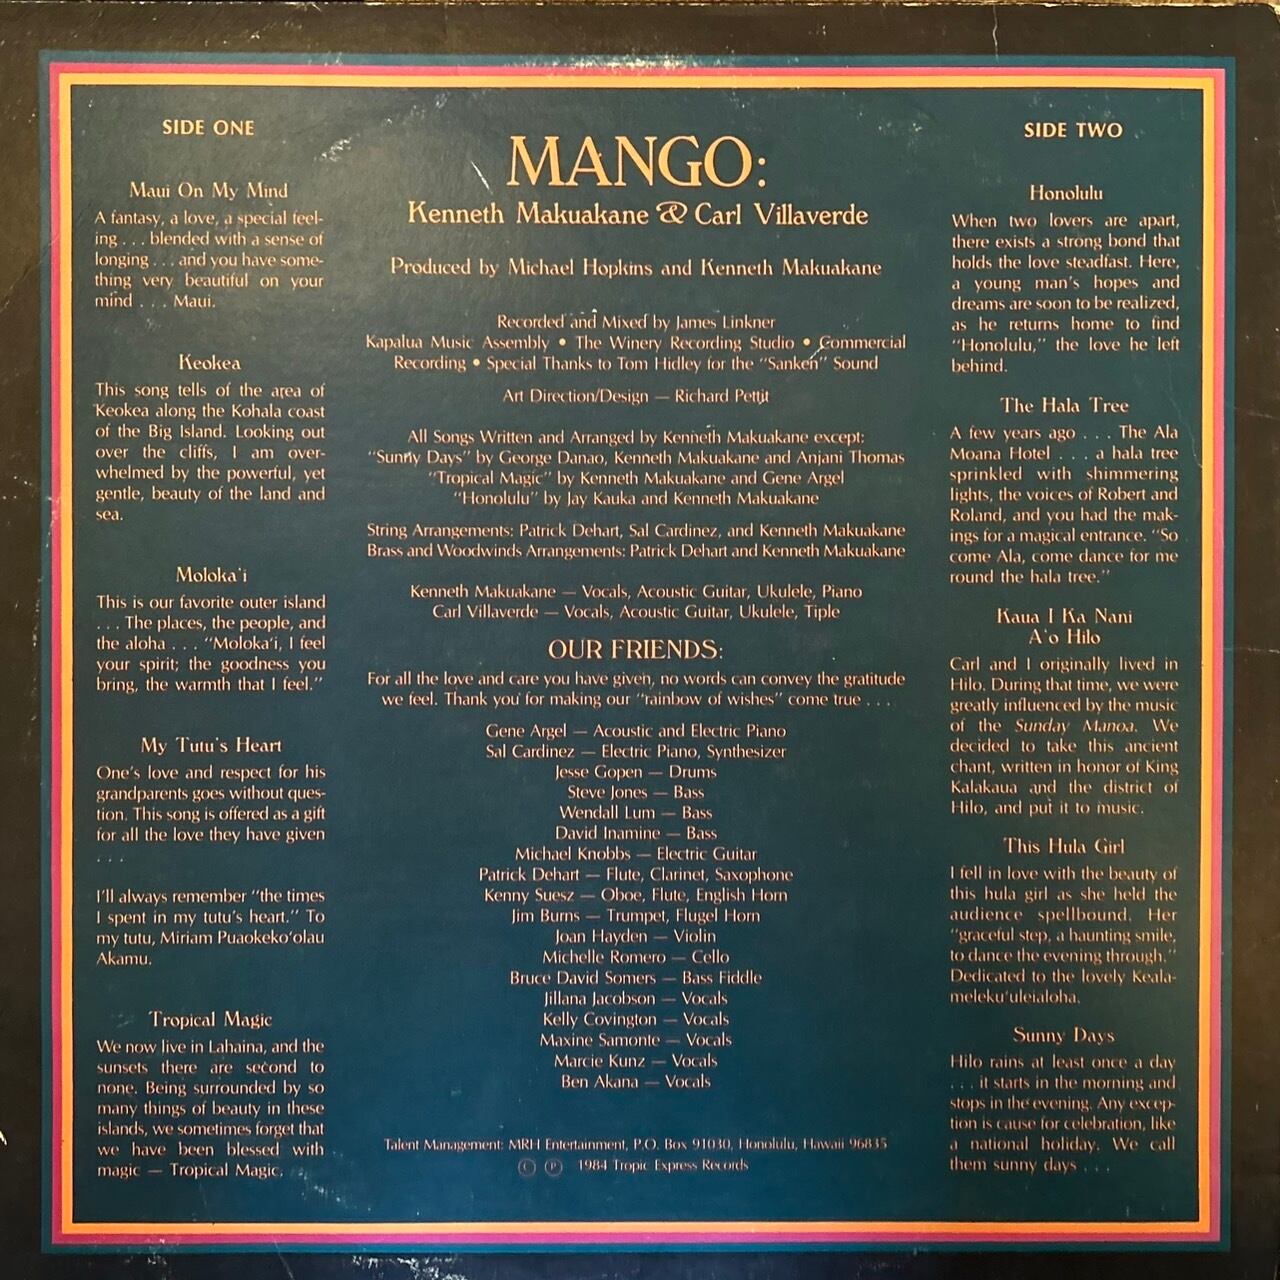 SIDE ONE
Maui On My Mind
A fantasy, a love, a special feel-
ing . . . blended with a sense of
longing . . . and you have some-
thing very beautiful on your
mind . . . Maui.
Keokea
This song tells of the area of
Keokea along the Kohala coast
of the Big Island. Looking out
over the cliffs, I am over-
whelmed by the powerful, yet
gentle, beauty of the land and
sea.
Moloka'i
This is our favorite outer island
. . . The places, the people, and
the aloha . . . "Moloka'i, I feel
your spirit; the goodness you
bring, the warmth that I feel."
My Tutu's Heart
One's love and respect for his
grandparents goes without ques-
tion. This song is offered as a gift
for all the love they have given
. . .
I'll always remember "the times
I spent in my tutu's heart." To
my tutu, Miriam Puaokeko'olau
Akamu.
Tropical Magic
We now live in Lahaina, and the
sunsets there are second to
none. Being surrounded by so
many things of beauty in these
islands, we sometimes forget that
we have been blessed with
magic — Tropical Magic.
MANGO:
Kenneth Makuakane & Carl Villaverde
Produced by Michael Hopkins and Kenneth Makuakane
Recorded and Mixed by James Linkner
Kapalua Music Assembly • The Winery Recording Studio • Commercial
Recording • Special Thanks to Tom Hidley for the "Sanken" Sound
Art Direction/Design — Richard Pettit
All Songs Written and Arranged by Kenneth Makuakane except:
"Sunny Days" by George Danao, Kenneth Makuakane and Anjani Thomas
"Tropical Magic" by Kenneth Makuakane and Gene Argel
"Honolulu" by Jay Kauka and Kenneth Makuakane
String Arrangements: Patrick Dehart, Sal Cardinez, and Kenneth Makuakane
Brass and Woodwinds Arrangements: Patrick Dehart and Kenneth Makuakane
Kenneth Makuakane — Vocals, Acoustic Guitar, Ukulele, Piano
Carl Villaverde — Vocals, Acoustic Guitar, Ukulele, Tiple
OUR FRIENDS:
For all the love and care you have given, no words can convey the gratitude
we feel. Thank you for making our "rainbow of wishes" come true . . .
Gene Argel — Acoustic and Electric Piano
Sal Cardinez — Electric Piano, Synthesizer
Jesse Gopen — Drums
Steve Jones — Bass
Wendall Lum — Bass
David Inamine — Bass
Michael Knobbs — Electric Guitar
Patrick Dehart — Flute, Clarinet, Saxophone
Kenny Suesz — Oboe, Flute, English Horn
Jim Burns — Trumpet, Flugel Horn
Joan Hayden — Violin
Michelle Romero — Cello
Bruce David Somers — Bass Fiddle
Jillana Jacobson — Vocals
Kelly Covington — Vocals
Maxine Samonte — Vocals
Marcie Kunz — Vocals
Ben Akana — Vocals
Talent Management: MRH Entertainment, P.O. Box 91030, Honolulu, Hawaii 96835
© ℗ 1984 Tropic Express Records
SIDE TWO
Honolulu
When two lovers are apart,
there exists a strong bond that
holds the love steadfast. Here,
a young man's hopes and
dreams are soon to be realized,
as he returns home to find
"Honolulu," the love he left
behind.
The Hala Tree
A few years ago . . . The Ala
Moana Hotel . . . a hala tree
sprinkled with shimmering
lights, the voices of Robert and
Roland, and you had the mak-
ings for a magical entrance. "So
come Ala, come dance for me
round the hala tree."
Kaua I Ka Nani
A'o Hilo
Carl and I originally lived in
Hilo. During that time, we were
greatly influenced by the music
of the Sunday Manoa. We
decided to take this ancient
chant, written in honor of King
Kalakaua and the district of
Hilo, and put it to music.
This Hula Girl
I fell in love with the beauty of
this hula girl as she held the
audience spellbound. Her
"graceful step, a haunting smile,
to dance the evening through."
Dedicated to the lovely Keala-
meleku'uleialoha.
Sunny Days
Hilo rains at least once a day
. . . it starts in the morning and
stops in the evening. Any excep-
tion is cause for celebration, like
a national holiday. We call
them sunny days . . .